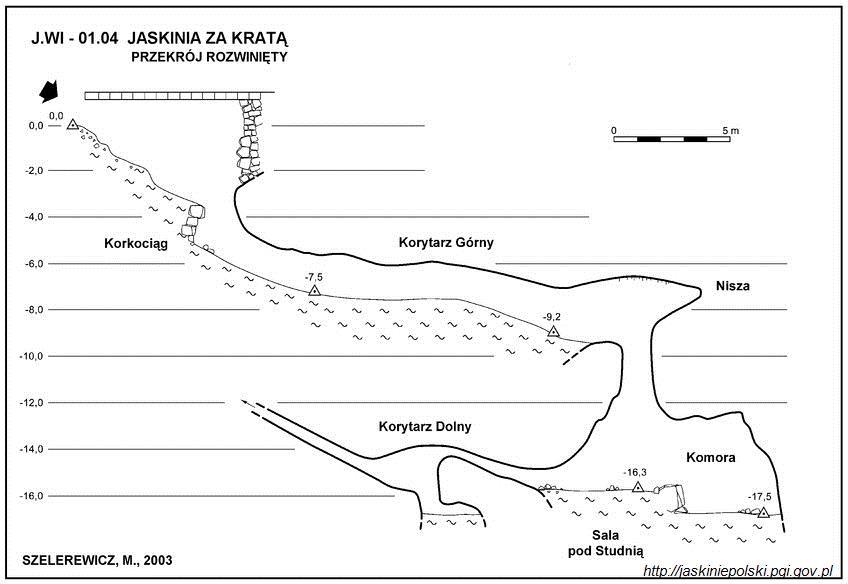 J.WI - 01.04 JASKINIA ZA KRATĄ
PRZEKRÓJ ROZWINIĘTY
0,0
0,0
0
5 m
-2,0
-4,0
Korkociąg
Korytarz Górny
-6,0
-7,5
Nisza
-8,0
-9,2
-10,0
-12,0
Korytarz Dolny
-14,0
Komora
-16,3
-16,0
-17,5
Sala
pod Studnią
SZELEREWICZ, M., 2003
http://jaskiniepolski.pgi.gov.pl